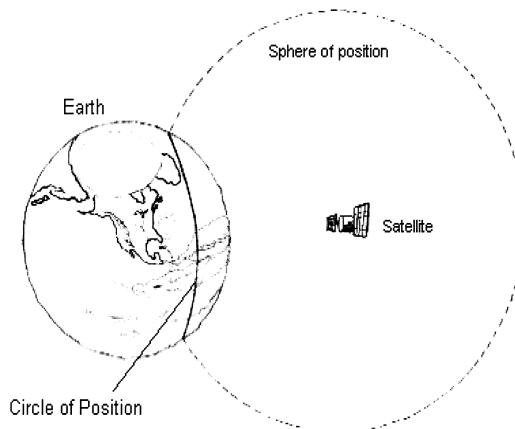 Sphere of position
Earth
Satellite
Circle of Position